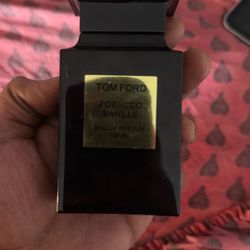 TOM FORD
TOBACCO
VANILLE
EAU DE PARFUM